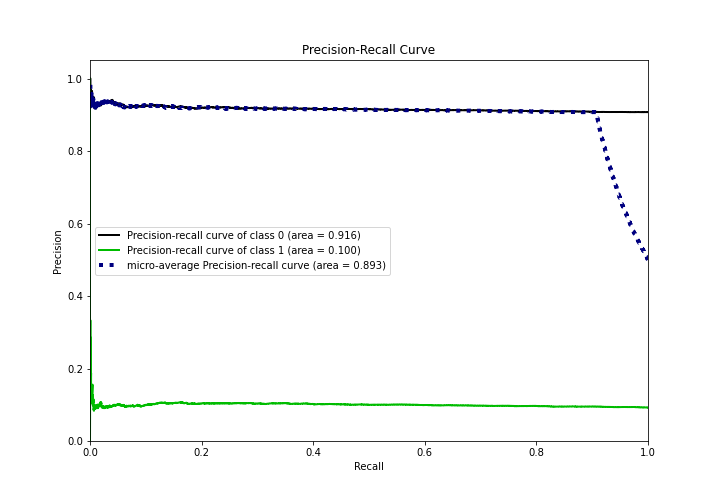 Precision-Recall Curve
1.0
0.8
0.6
0.4
0.2
0.0
Precision
Precision-recall curve of class 0 (area = 0.916)
Precision-recall curve of class 1 (area = 0.100)
micro-average Precision-recall curve (area = 0.893)
0.0 0.2 0.4 0.6 0.8 1.0
Recall